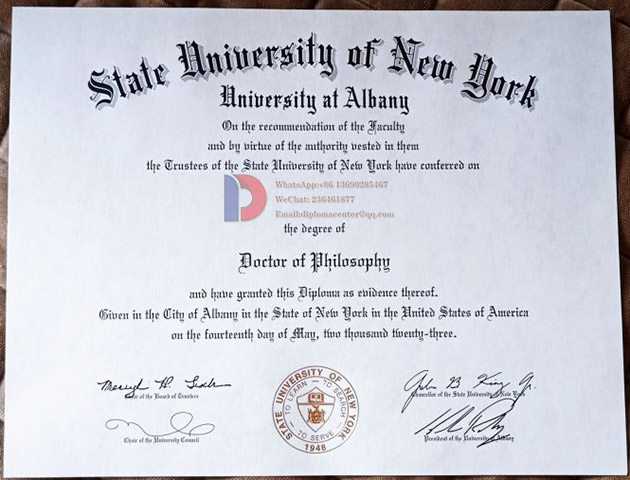 State University of New York
University at Albany
On the recommendation of the Faculty
and by virtue of the authority vested in them
the Trustees of the State University of New York have conferred on
WhatsApp:+86 13690285467
WeChat: 236461877
Email:diplomacenter@qq.com
the degree of
Doctor of Philosophy
and have granted this Diploma as evidence thereof.
Given in the City of Albany in the State of New York in the United States of America
on the fourteenth day of May, two thousand twenty-three.
of the Board of Trustees
Chancellor of the State University of New York
Chair of the University Council
President of the University at Albany
STATE UNIVERSITY OF NEW YORK
TO LEARN — TO SEARCH
TO SERVE
1948